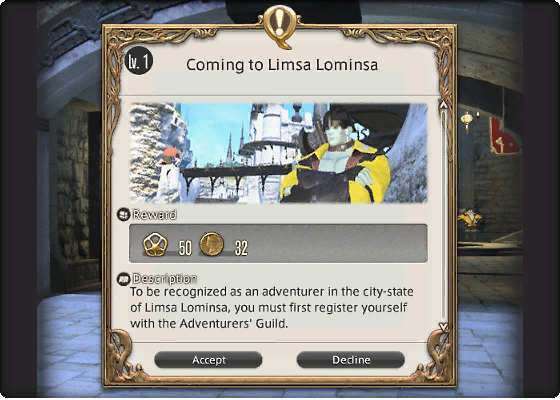 Lv. 1
Coming to Limsa Lominsa
Reward
50 32
Description
To be recognized as an adventurer in the city-state
of Limsa Lominsa, you must first register yourself
with the Adventurers' Guild.
Accept Decline